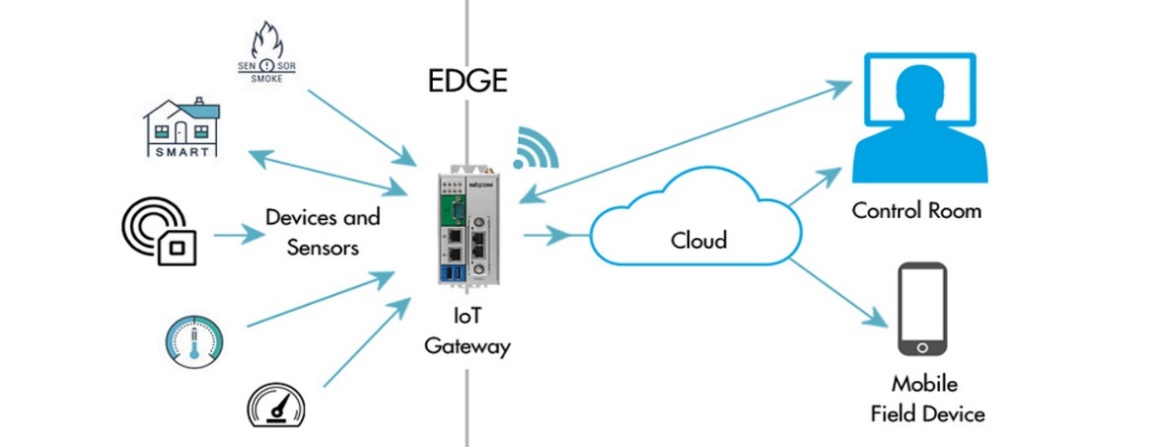 SEN SOR
SMOKE
EDGE
SMART
Devices and
Sensors
IoT
Gateway
Cloud
Control Room
Mobile
Field Device